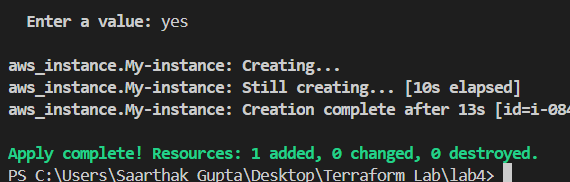 Enter a value: yes
aws_instance.My-instance: Creating...
aws_instance.My-instance: Still creating... [10s elapsed]
aws_instance.My-instance: Creation complete after 13s [id=i-084
Apply complete! Resources: 1 added, 0 changed, 0 destroyed.
PS C:\Users\Saarthak Gupta\Desktop\Terraform Lab\lab4>